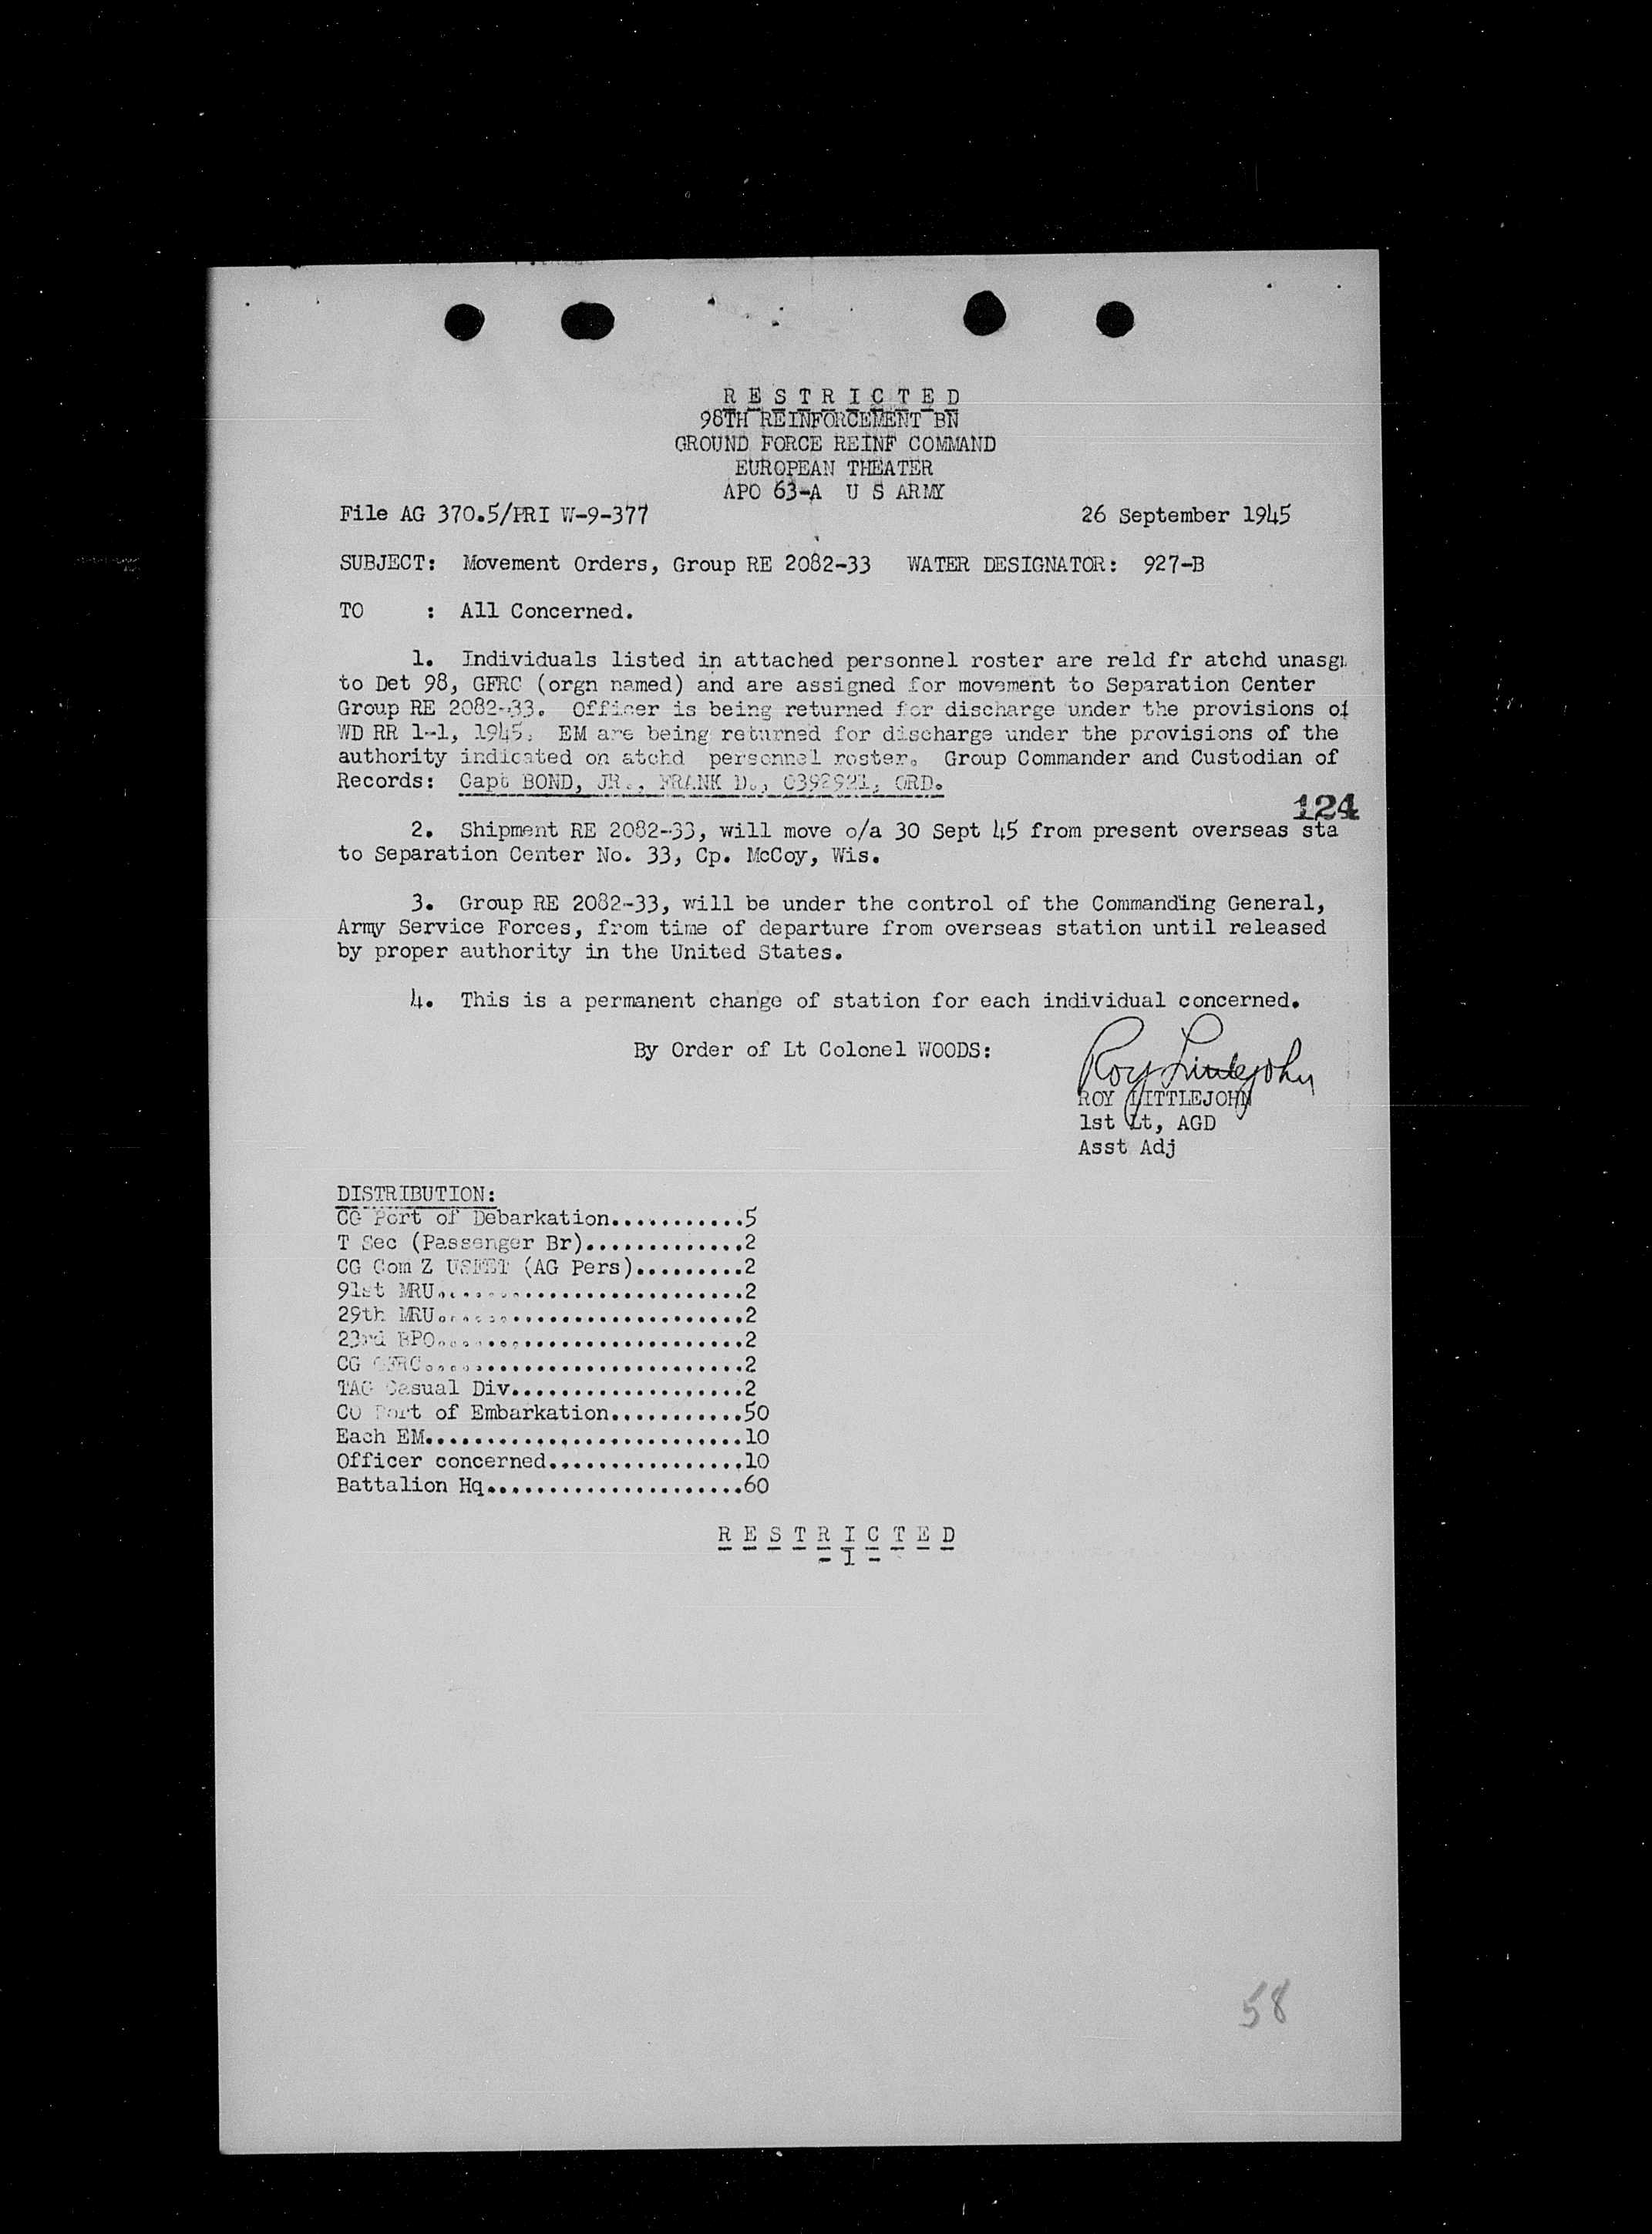 R E S T R I C T E D
98TH REINFORCEMENT BN
GROUND FORCE REINF COMMAND
EUROPEAN THEATER
APO 63-A U S ARMY
File AG 370.5/PRI W-9-377 26 September 1945
SUBJECT: Movement Orders, Group RE 2082-33 WATER DESIGNATOR: 927-B
TO : All Concerned.
1. Individuals listed in attached personnel roster are reld fr atchd unasgn
to Det 98, GFRC (orgn named) and are assigned for movement to Separation Center
Group RE 2082-33. Officer is being returned for discharge under the provisions of
WD RR 1-1, 1945. EM are being returned for discharge under the provisions of the
authority indicated on atchd personnel roster. Group Commander and Custodian of
Records: Capt BOND, JR., FRANK D., O392921, ORD.
124
2. Shipment RE 2082-33, will move o/a 30 Sept 45 from present overseas sta
to Separation Center No. 33, Cp. McCoy, Wis.
3. Group RE 2082-33, will be under the control of the Commanding General,
Army Service Forces, from time of departure from overseas station until released
by proper authority in the United States.
4. This is a permanent change of station for each individual concerned.
By Order of Lt Colonel WOODS:
Roy Littlejohn
ROY LITTLEJOHN
1st Lt, AGD
Asst Adj
DISTRIBUTION:
CG Port of Debarkation...........5
T Sec (Passenger Br).............2
CG Com Z USFET (AG Pers).........2
91st MRU.........................2
29th MRU.........................2
23rd BPO.........................2
CG GFRC..........................2
TAG Casual Div...................2
CO Port of Embarkation...........50
Each EM..........................10
Officer concerned................10
Battalion Hq.....................60
R E S T R I C T E D
- 1 -
58